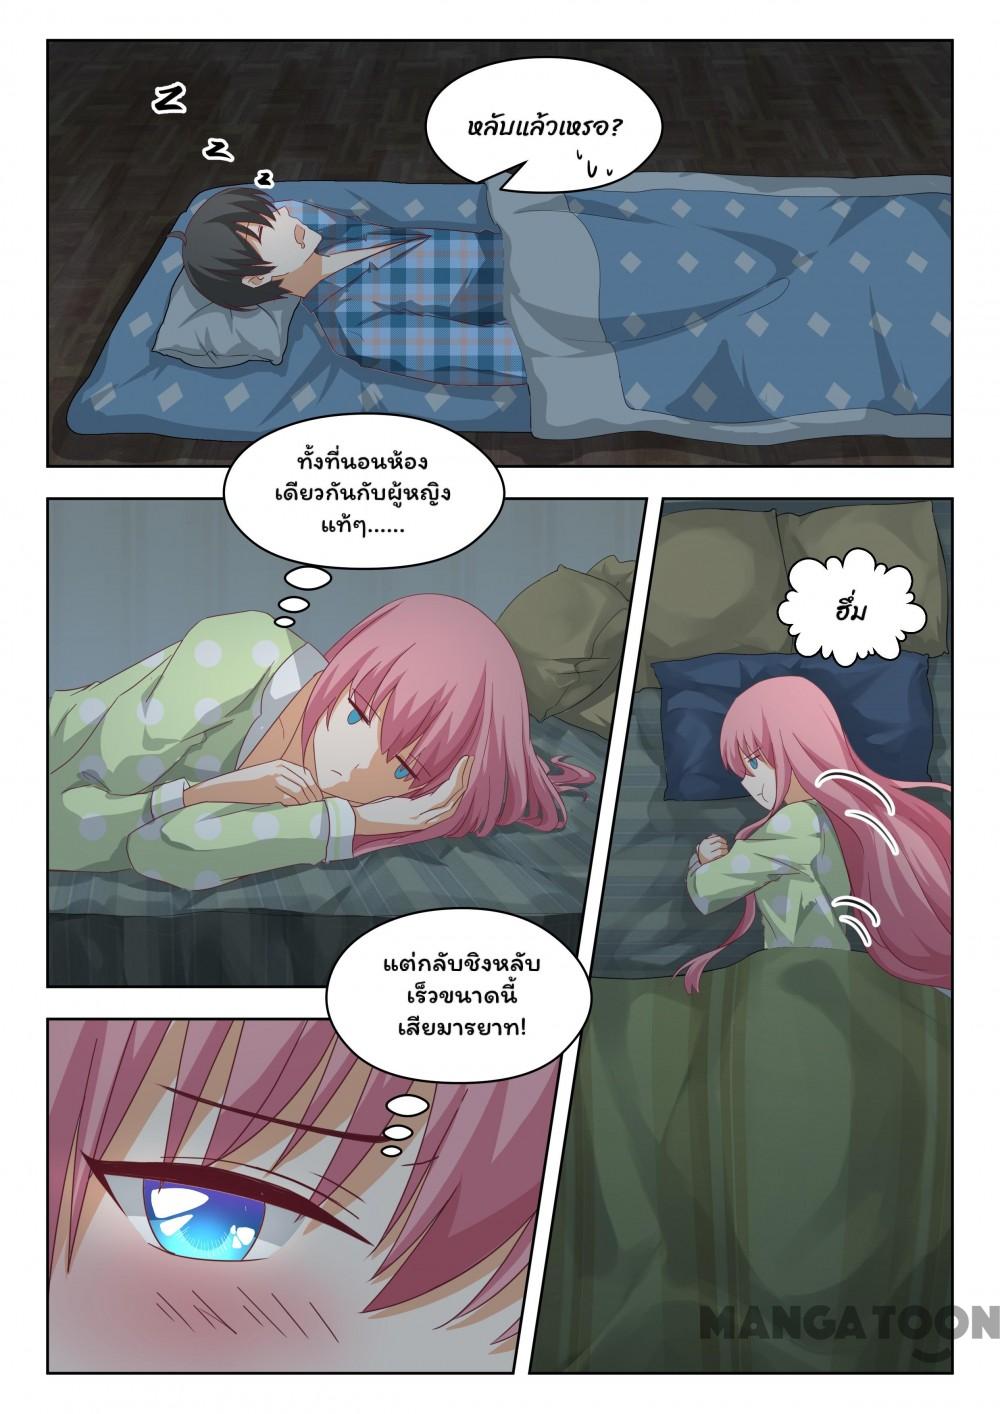 z
z
z
หลับแล้วเหรอ?
ทั้งที่นอนห้อง
เดียวกันกับผู้หญิง
แท้ๆ......
ฮึ่ม
แต่กลับชิงหลับ
เร็วขนาดนี้
เสียมารยาท!
MANGATOON